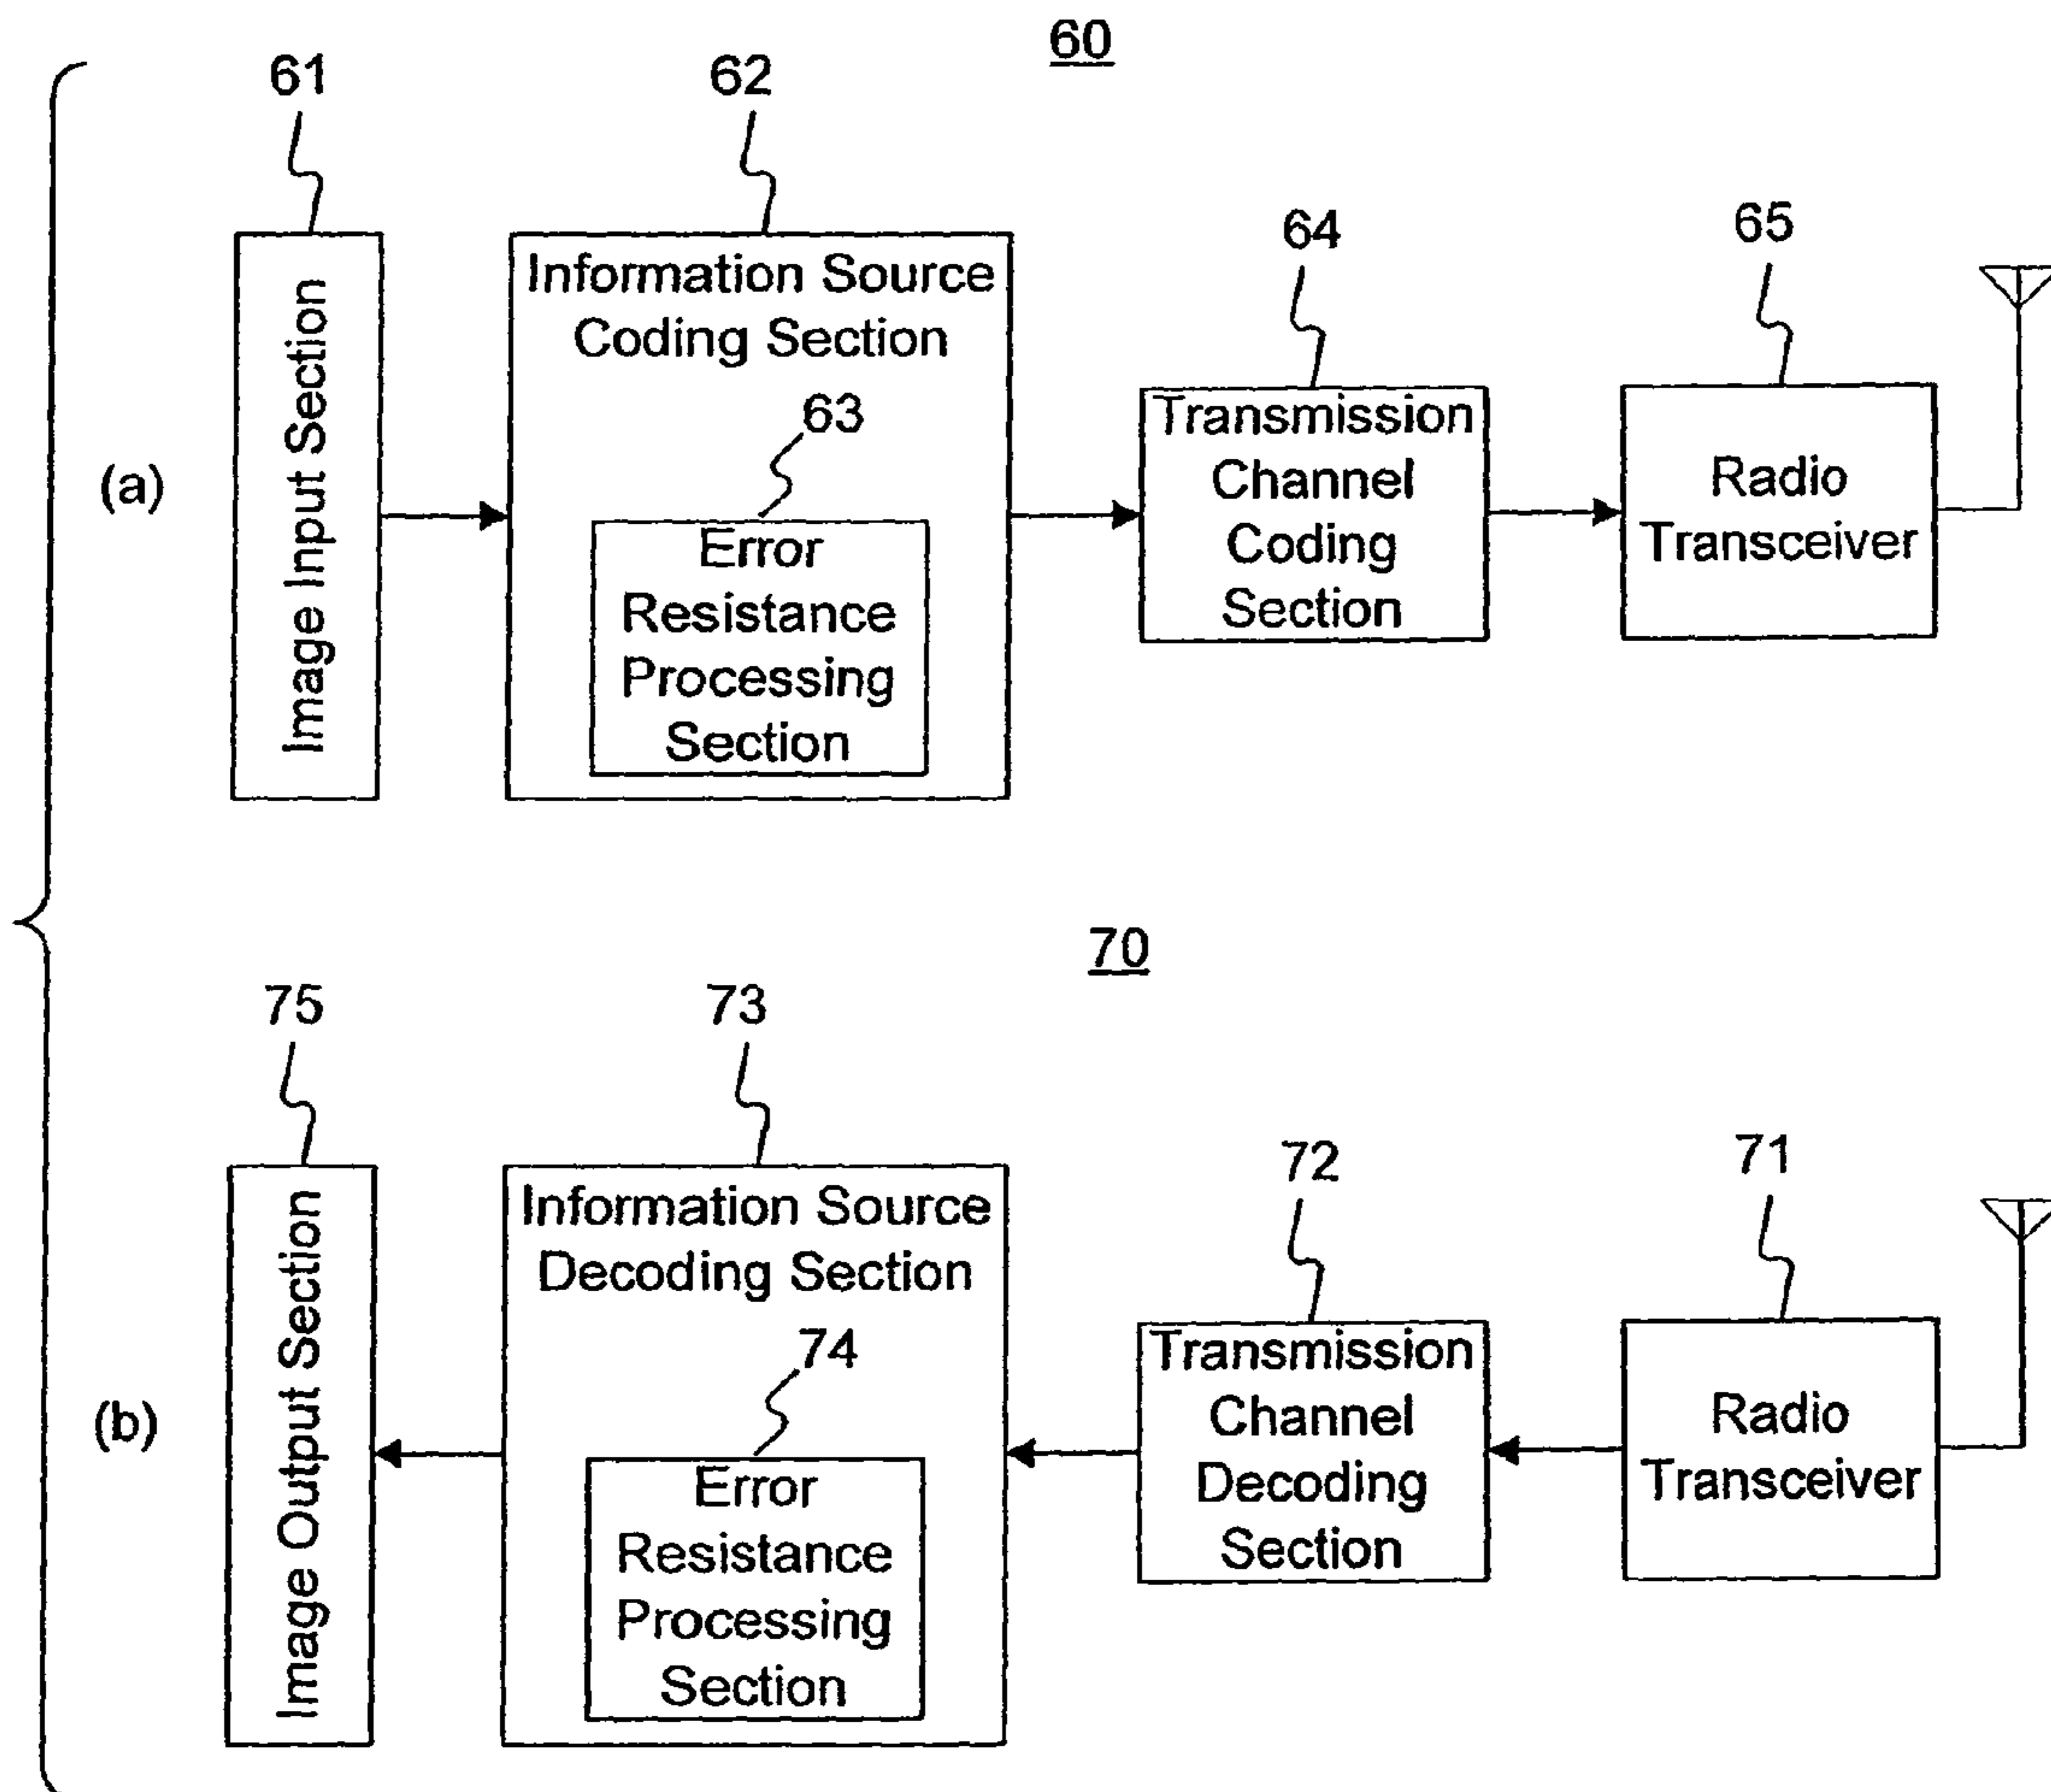 60
61
62
64
65
Image Input Section
Information Source
Coding Section
63
Error
Resistance
Processing
Section
Transmission
Channel
Coding
Section
Radio
Transceiver
(a)
70
75
73
72
71
Image Output Section
Information Source
Decoding Section
74
Error
Resistance
Processing
Section
Transmission
Channel
Decoding
Section
Radio
Transceiver
(b)